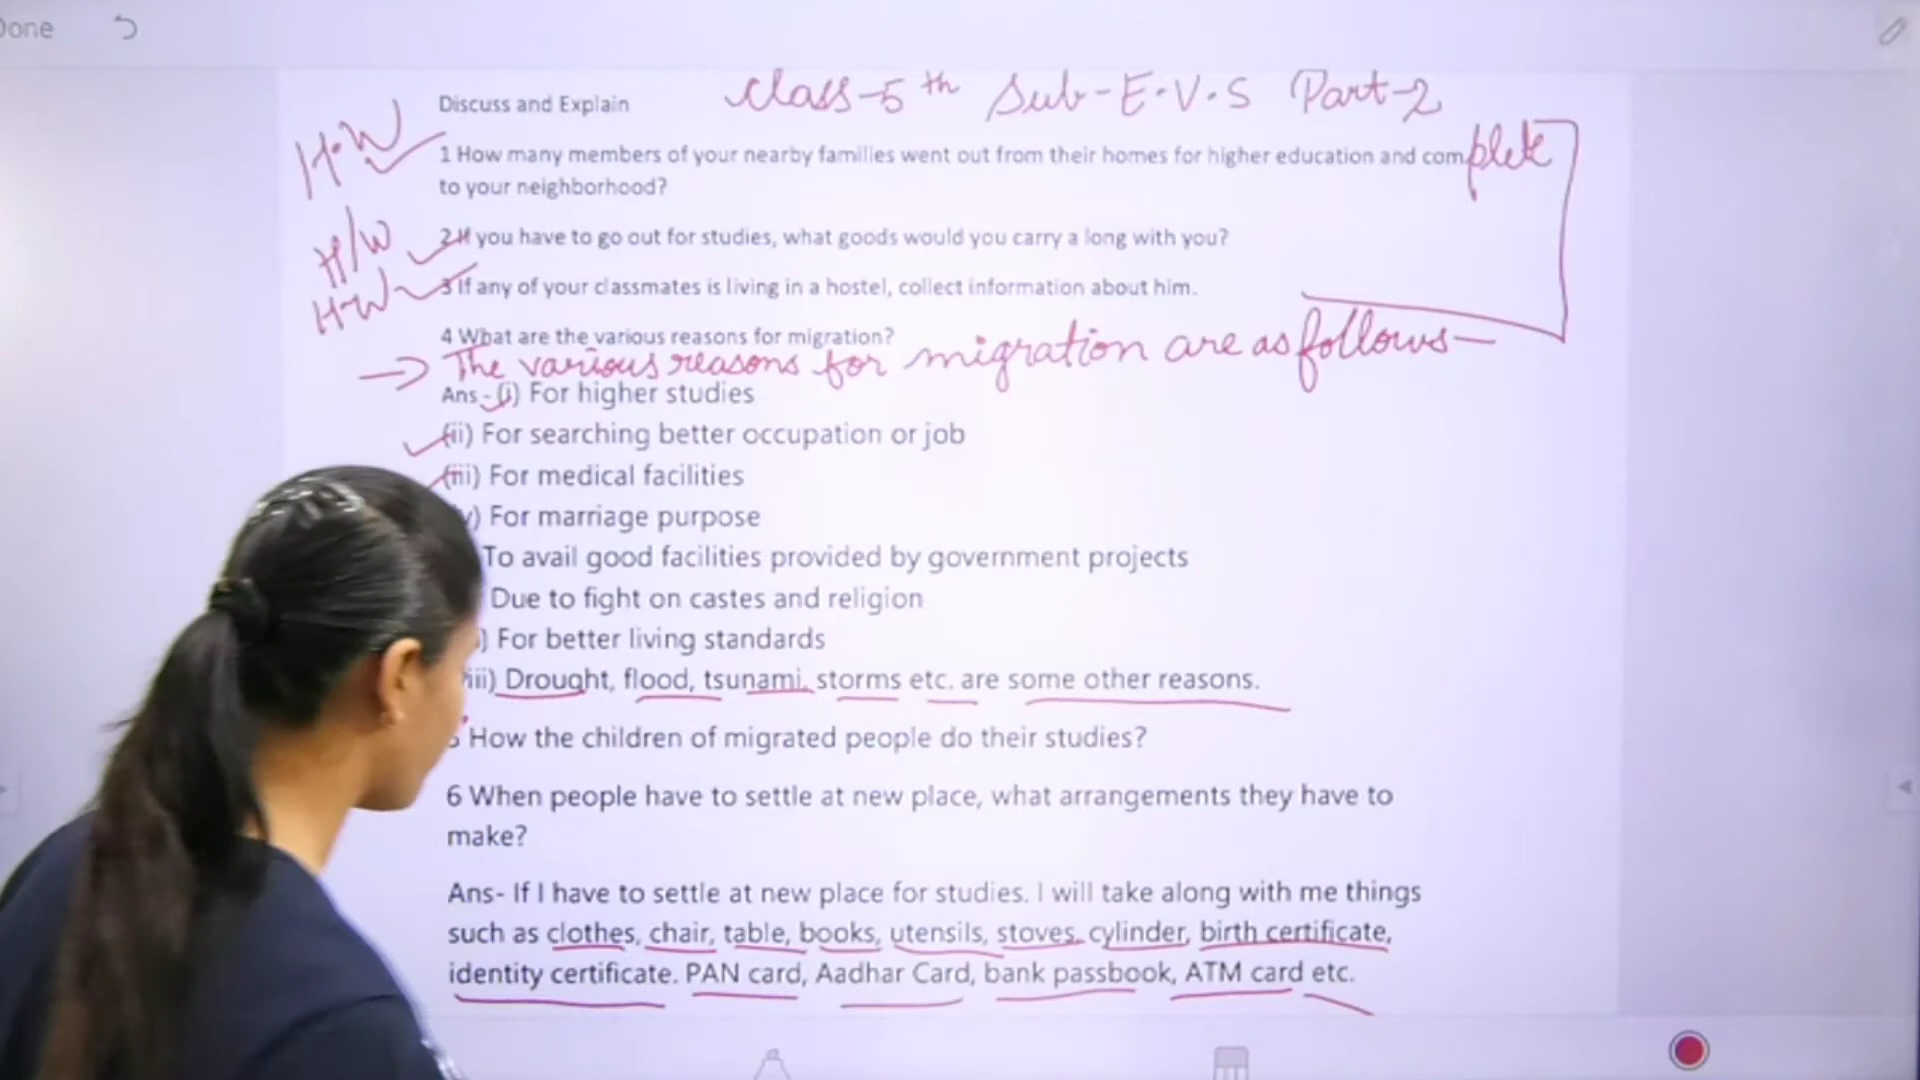 Done
Class-5th Sub-E.V.S Part-2
Discuss and Explain
H.W
1 How many members of your nearby families went out from their homes for higher education and complete
to your neighborhood?
H/W
2 If you have to go out for studies, what goods would you carry a long with you?
H-W
3 If any of your classmates is living in a hostel, collect information about him.
4 What are the various reasons for migration?
→ The various reasons for migration are as follows—
Ans - (i) For higher studies
(ii) For searching better occupation or job
(iii) For medical facilities
v) For marriage purpose
To avail good facilities provided by government projects
Due to fight on castes and religion
) For better living standards
iii) Drought, flood, tsunami, storms etc. are some other reasons.
How the children of migrated people do their studies?
6 When people have to settle at new place, what arrangements they have to
make?
Ans- If I have to settle at new place for studies. I will take along with me things
such as clothes, chair, table, books, utensils, stoves, cylinder, birth certificate,
identity certificate. PAN card, Aadhar Card, bank passbook, ATM card etc.